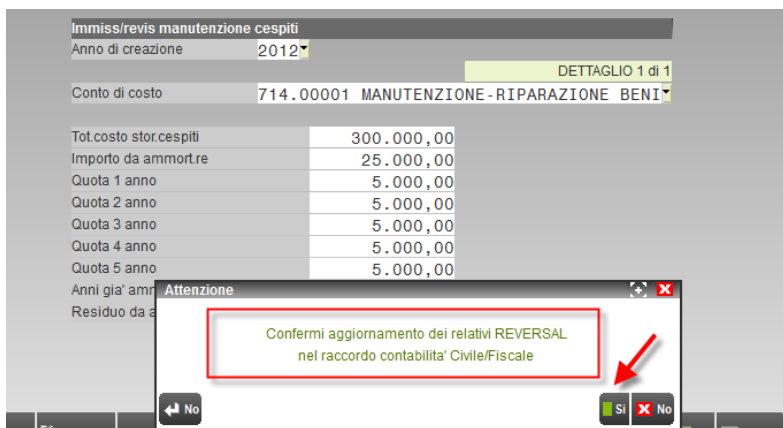 Immiss/revis manutenzione cespiti
Anno di creazione 2012
DETTAGLIO 1 di 1
Conto di costo 714.00001 MANUTENZIONE-RIPARAZIONE BENI
Tot.costo stor.cespiti 300.000,00
Importo da ammort.re 25.000,00
Quota 1 anno 5.000,00
Quota 2 anno 5.000,00
Quota 3 anno 5.000,00
Quota 4 anno 5.000,00
Quota 5 anno 5.000,00
Anni gia'
Attenzione
Residuo da
Confermi aggiornamento dei relativi REVERSAL
nel raccordo contabilita' Civile/Fiscale
No Si No